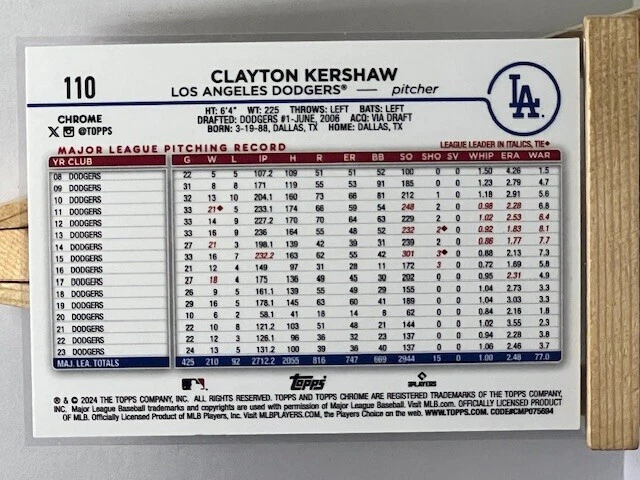 110
CLAYTON KERSHAW
LOS ANGELES DODGERS® — pitcher
LA
CHROME
X @TOPPS
HT: 6'4" WT: 225 THROWS: LEFT BATS: LEFT
DRAFTED: DODGERS #1-JUNE, 2006 ACQ: VIA DRAFT
BORN: 3-19-88, DALLAS, TX HOME: DALLAS, TX
MAJOR LEAGUE PITCHING RECORD LEAGUE LEADER IN ITALICS, TIE♦
YR CLUB G W L IP H R ER BB SO SHO SV WHIP ERA WAR
08 DODGERS 22 5 5 107.2 109 51 51 52 100 0 0 1.50 4.26 1.5
09 DODGERS 31 8 8 171 119 55 53 91 185 0 0 1.23 2.79 4.7
10 DODGERS 32 13 10 204.1 160 73 66 81 212 1 0 1.18 2.91 5.6
11 DODGERS 33 21♦ 5 233.1 174 66 59 54 248 2 0 0.98 2.28 6.8
12 DODGERS 33 14 9 227.2 170 70 64 63 229 2 0 1.02 2.53 6.4
13 DODGERS 33 16 9 236 164 55 48 52 232 2♦ 0 0.92 1.83 8.1
14 DODGERS 27 21 3 198.1 139 42 39 31 239 2 0 0.86 1.77 7.7
15 DODGERS 33 16 7 232.2 163 62 55 42 301 3♦ 0 0.88 2.13 7.3
16 DODGERS 21 12 4 149 97 31 28 11 172 3 0 0.72 1.69 5.8
17 DODGERS 27 18 4 175 136 49 45 30 202 0 0 0.95 2.31 4.9
18 DODGERS 26 9 5 161.1 139 55 49 29 155 0 0 1.04 2.73 3.3
19 DODGERS 29 16 5 178.1 145 63 60 41 189 0 0 1.04 3.03 3.3
20 DODGERS 10 6 2 58.1 41 18 14 8 62 0 0 0.84 2.16 1.8
21 DODGERS 22 10 8 121.2 103 51 48 21 144 0 0 1.02 3.55 2.3
22 DODGERS 22 12 3 126.1 96 36 32 23 137 0 0 0.94 2.28 3.8
23 DODGERS 24 13 5 131.2 100 39 36 40 137 0 0 1.06 2.46 3.7
MAJ. LEA. TOTALS 425 210 92 2712.2 2055 816 747 669 2944 15 0 1.00 2.48 77.0
Topps
PLAYERS
® & © 2024 THE TOPPS COMPANY, INC. ALL RIGHTS RESERVED. TOPPS AND TOPPS CHROME ARE REGISTERED TRADEMARKS OF THE TOPPS COMPANY,
INC. Major League Baseball trademarks and copyrights are used with permission of Major League Baseball. Visit MLB.com. OFFICIALLY LICENSED PRODUCT
OF MLB. Officially Licensed Product of MLB Players, Inc. Visit MLBPLAYERS.COM, the Players Choice on the web. WWW.TOPPS.COM. CODE#CMP075694